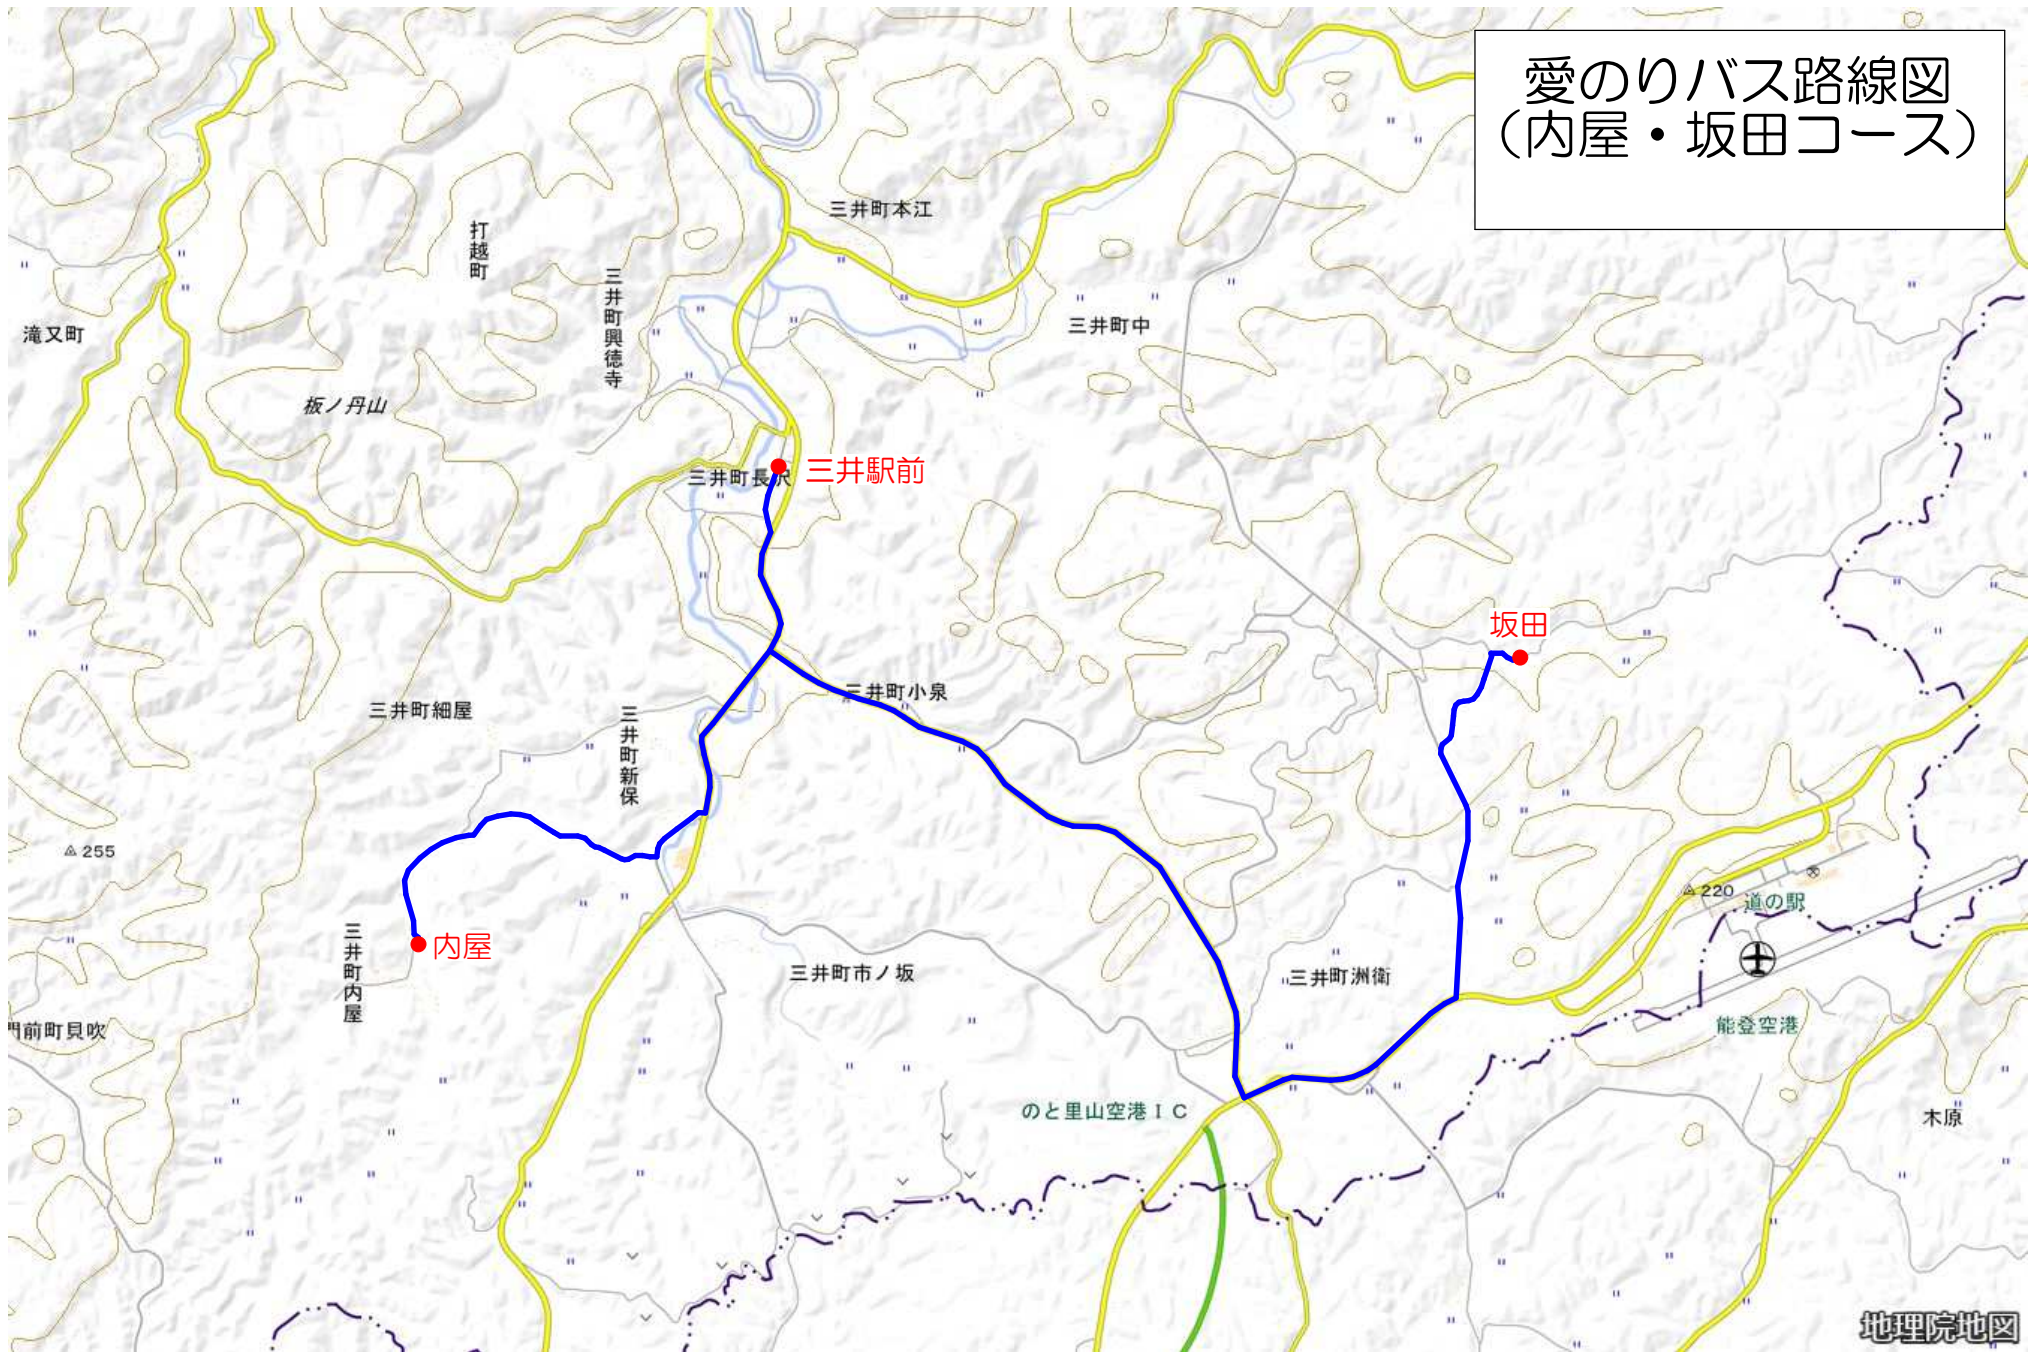 愛のりバス路線図
（内屋・坂田コース）
三井町本江
打越町
三井町興徳寺
三井町中
滝又町
板ノ丹山
三井町長沢
三井駅前
坂田
三井町小泉
三井町細屋
三井町新保
255
220
道の駅
内屋
三井町内屋
三井町市ノ坂
三井町洲衛
門前町貝吹
能登空港
のと里山空港ＩＣ
木原
地理院地図